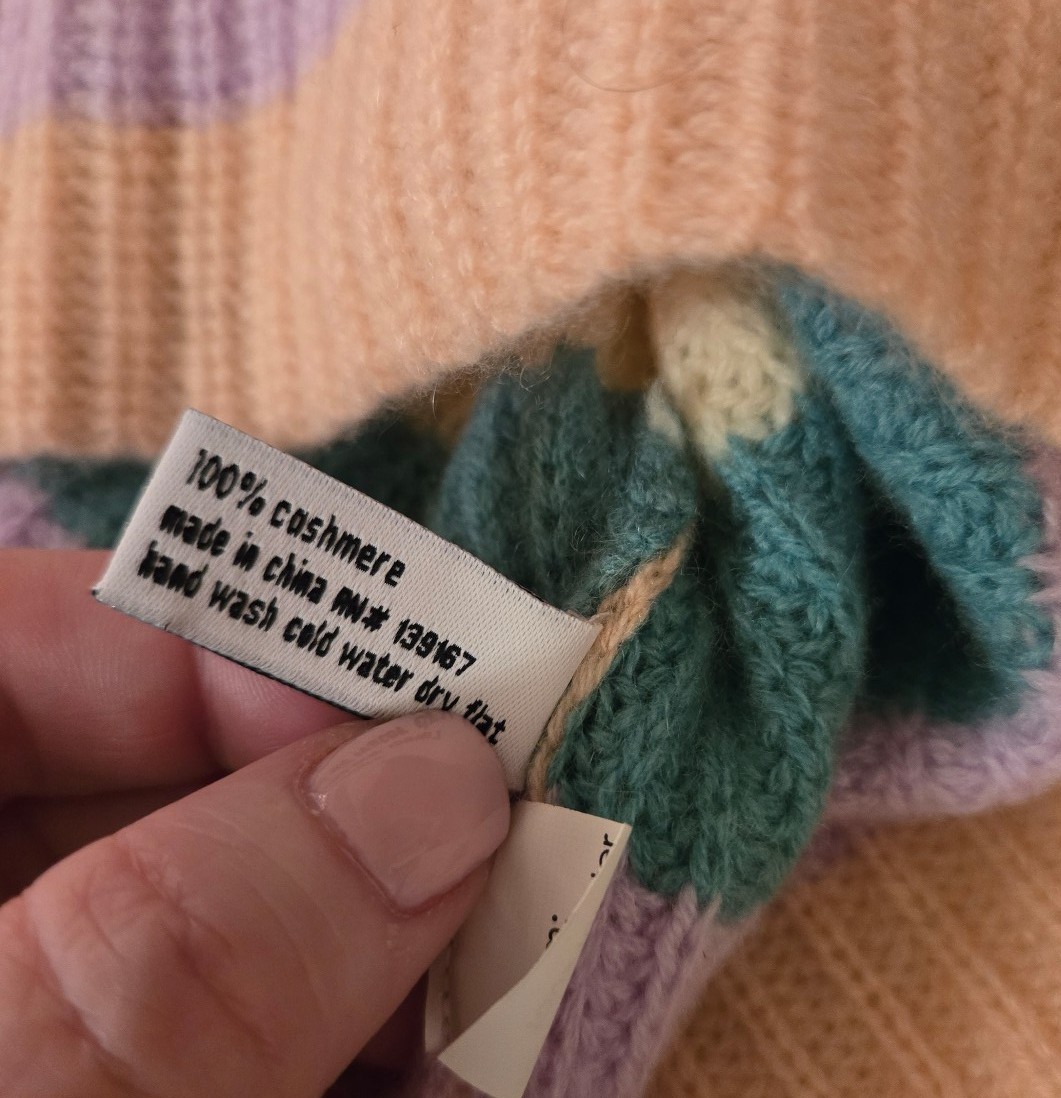 100% cashmere
made in china RN# 139167
hand wash cold water dry flat